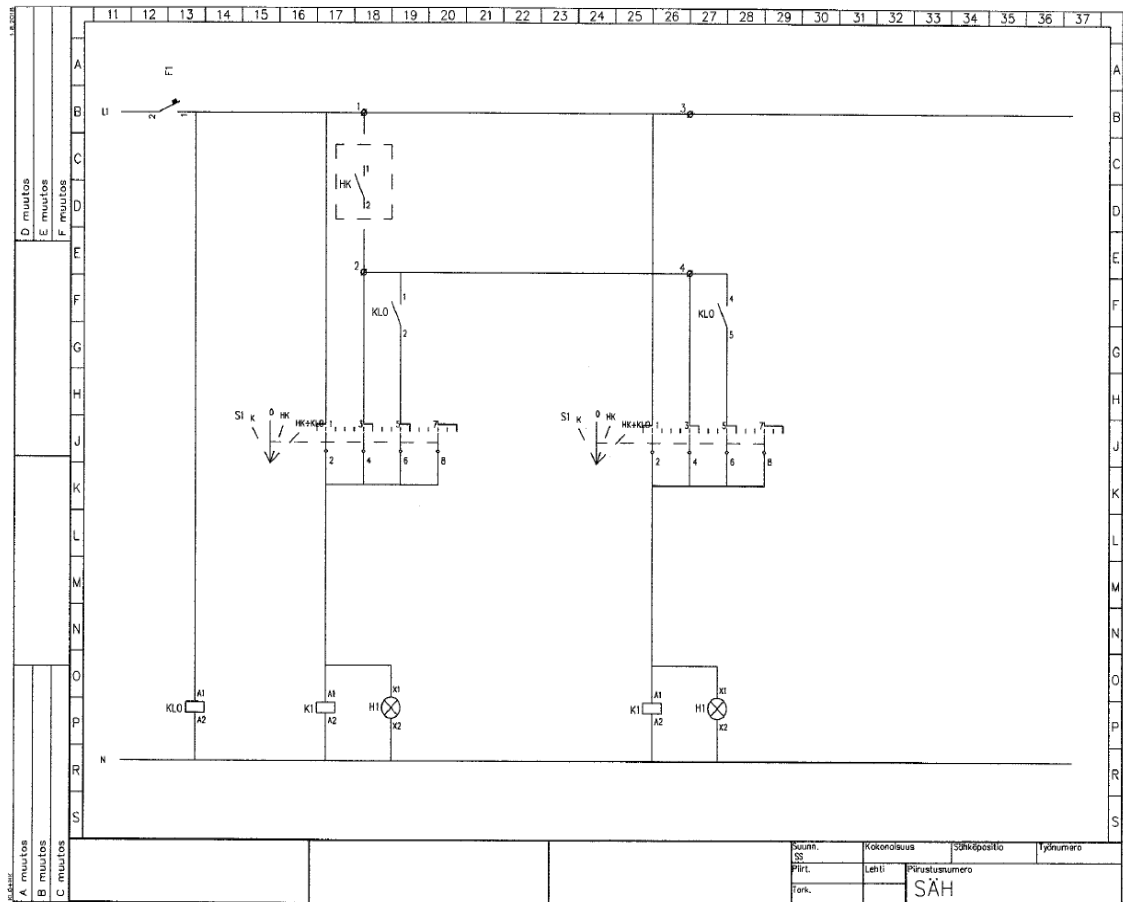 11 12 13 14 15 16 17 18 19 20 21 22 23 24 25 26 27 28 29 30 31 32 33 34 35 36 37
A A
F1
B L1 2 1 1 3 B
C C
1
HK
2
D D
E E
2 4
F F
1 4
KLO KLO
2 5
G G
H H
S1 K 0 HK HK+KLO 1 3 5 7
S1 K 0 HK HK+KLO 1 3 5 7
J J
2 4 6 8
2 4 6 8
K K
L L
M M
N N
O O
A1 A1 X1 A1 X1
KLO K1 H1 K1 H1
A2 A2 X2 A2 X2
P P
N
R R
S S
D muutos
E muutos
F muutos
A muutos
B muutos
C muutos
Suunn.
SS
Kokonaisuus
Sähköpositio
Työnumero
Piirt.
Lehti
Piirustusnumero
SÄH
Tark.